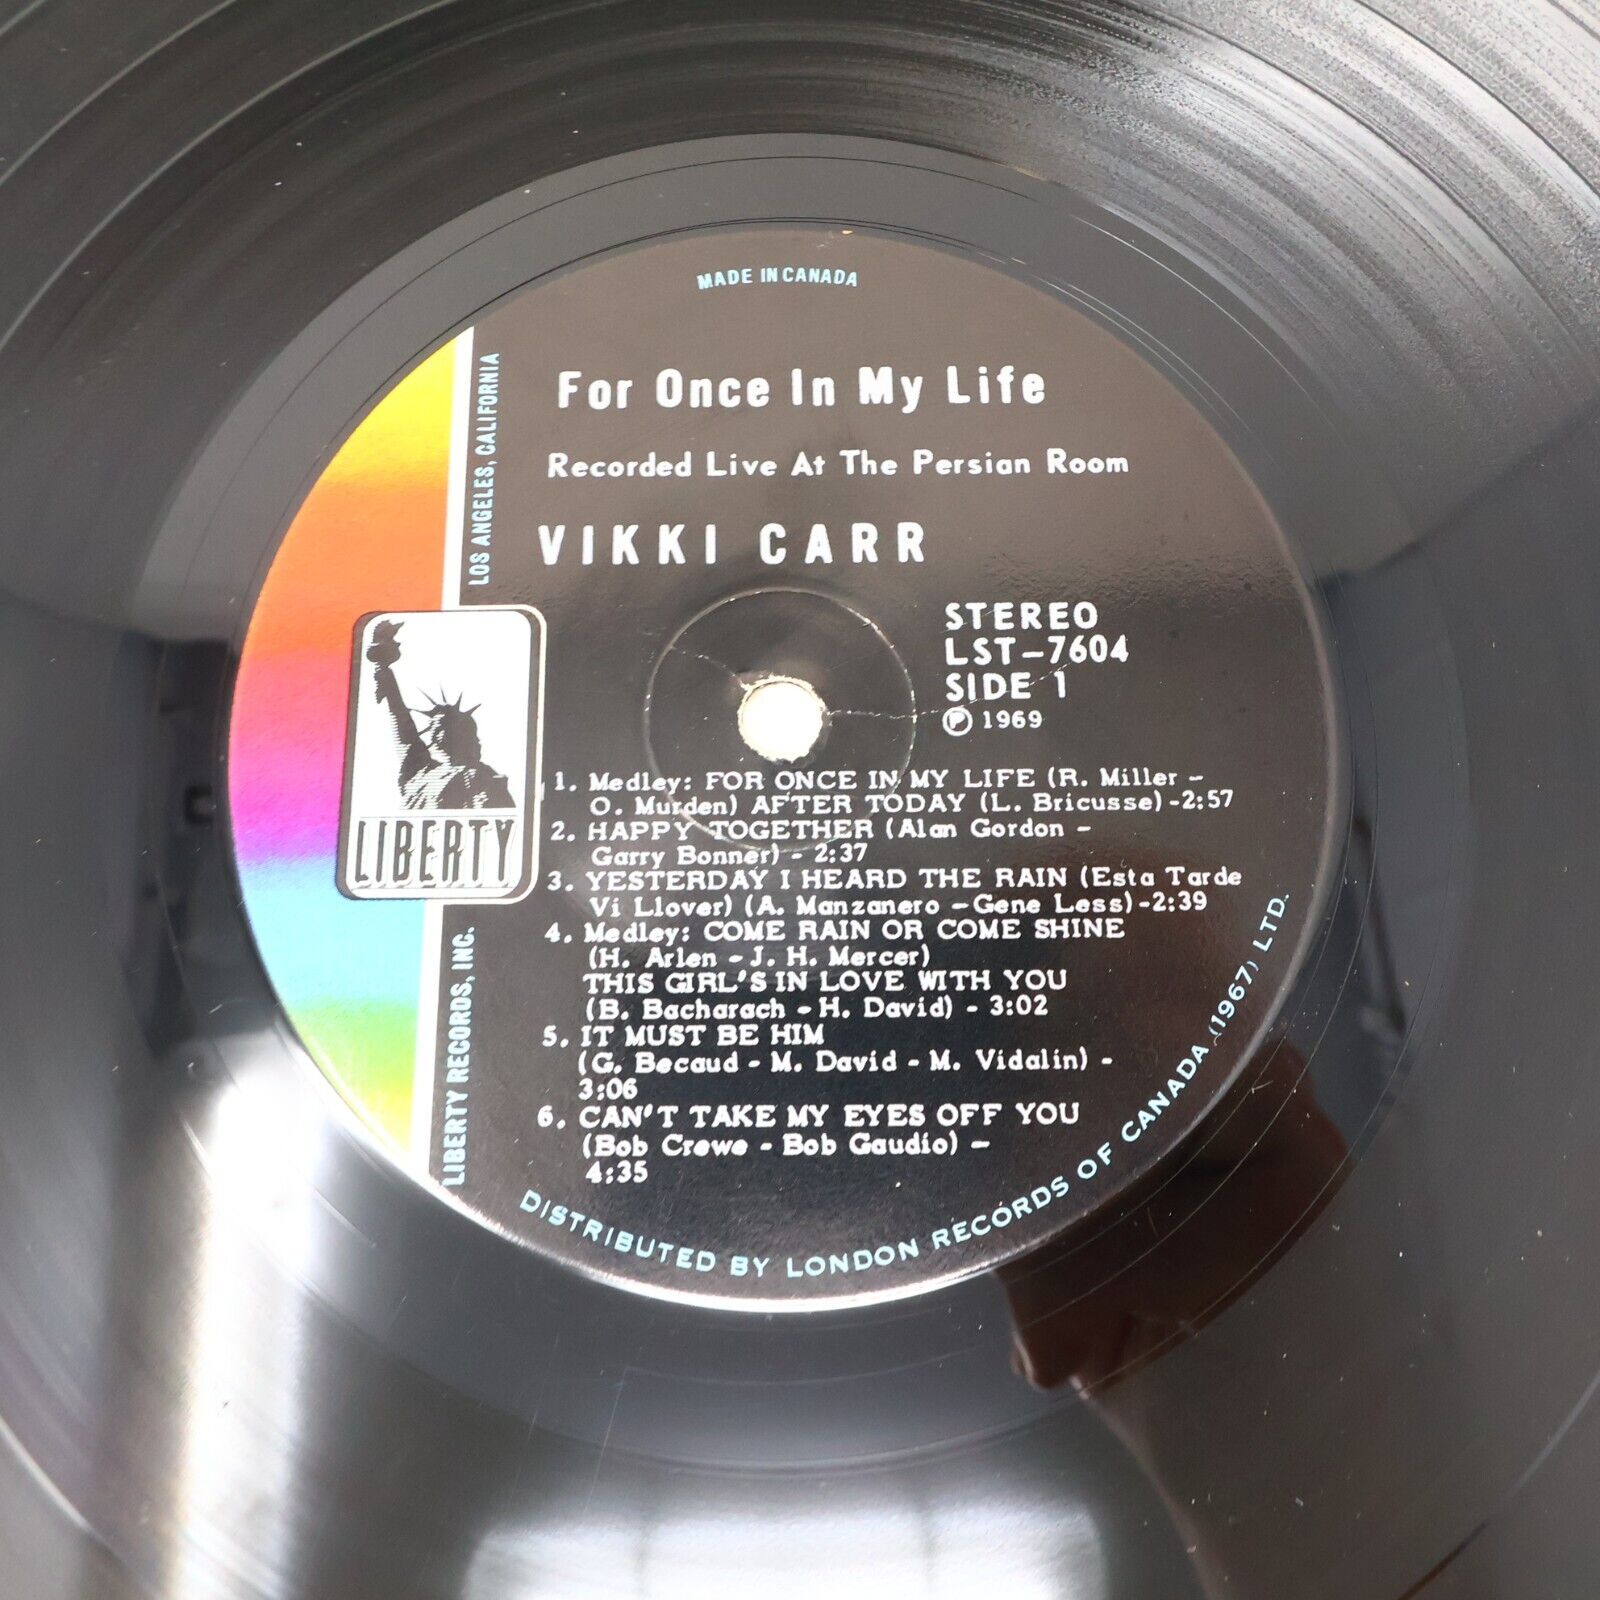 MADE IN CANADA
For Once In My Life
Recorded Live At The Persian Room
VIKKI CARR
STEREO
LST-7604
SIDE 1
Ⓟ 1969
LOS ANGELES, CALIFORNIA
LIBERTY
LIBERTY RECORDS, INC.
1. Medley: FOR ONCE IN MY LIFE (R. Miller -
O. Murden) AFTER TODAY (L. Bricusse) -2:57
2. HAPPY TOGETHER (Alan Gordon -
Garry Bonner) - 2:37
3. YESTERDAY I HEARD THE RAIN (Esta Tarde
Vi Llover) (A. Manzanero - Gene Less) -2:39
4. Medley: COME RAIN OR COME SHINE
(H. Arlen - J. H. Mercer)
THIS GIRL'S IN LOVE WITH YOU
(B. Bacharach - H. David) - 3:02
5. IT MUST BE HIM
(G. Becaud - M. David - M. Vidalin) -
3:06
6. CAN'T TAKE MY EYES OFF YOU
(Bob Crewe - Bob Gaudio) -
4:35
DISTRIBUTED BY LONDON RECORDS OF CANADA (1967) LTD.